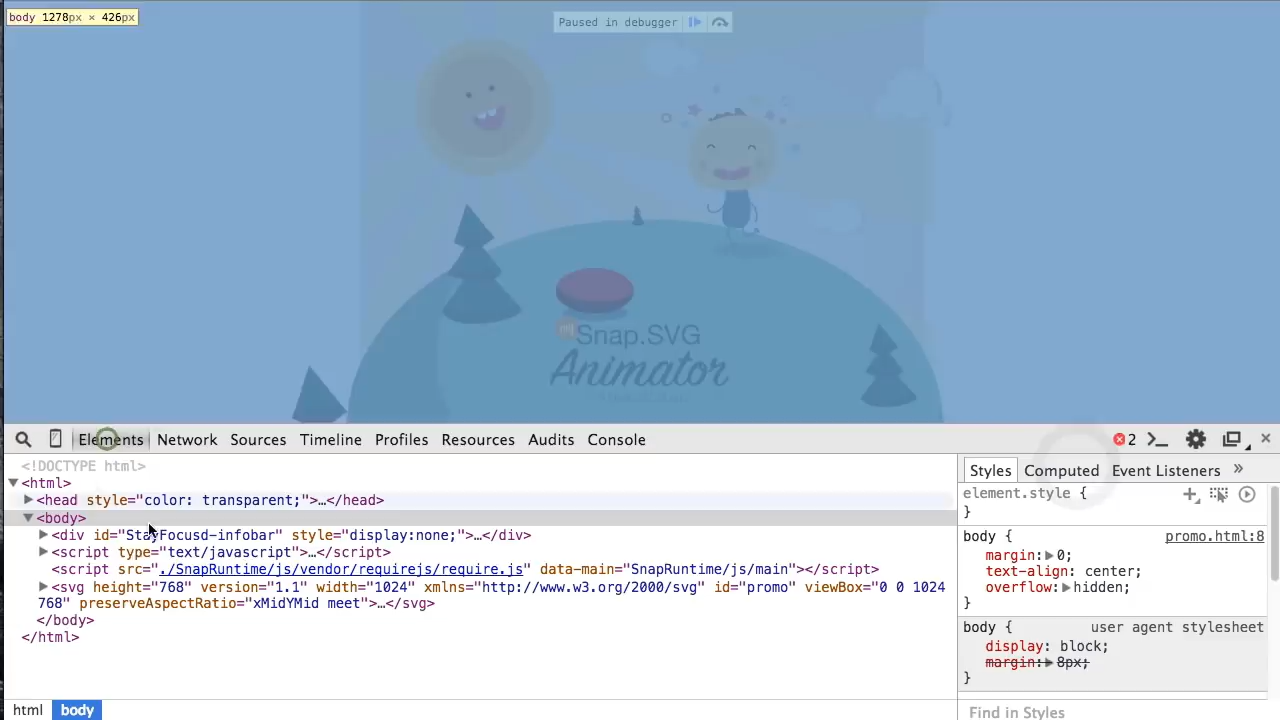 body 1278px × 426px
Paused in debugger
Snap.SVG
Animator
Elements Network Sources Timeline Profiles Resources Audits Console 2
<!DOCTYPE html>
<html>
<head style="color: transparent;">…</head>
<body>
<div id="StayFocusd-infobar" style="display:none;">…</div>
<script type="text/javascript">…</script>
<script src="./SnapRuntime/js/vendor/requirejs/require.js" data-main="SnapRuntime/js/main"></script>
<svg height="768" version="1.1" width="1024" xmlns="http://www.w3.org/2000/svg" id="promo" viewBox="0 0 1024
768" preserveAspectRatio="xMidYMid meet">…</svg>
</body>
</html>
html body
Styles Computed Event Listeners »
element.style {
}
body { promo.html:8
margin: 0;
text-align: center;
overflow: hidden;
}
body { user agent stylesheet
display: block;
margin: 8px;
}
Find in Styles